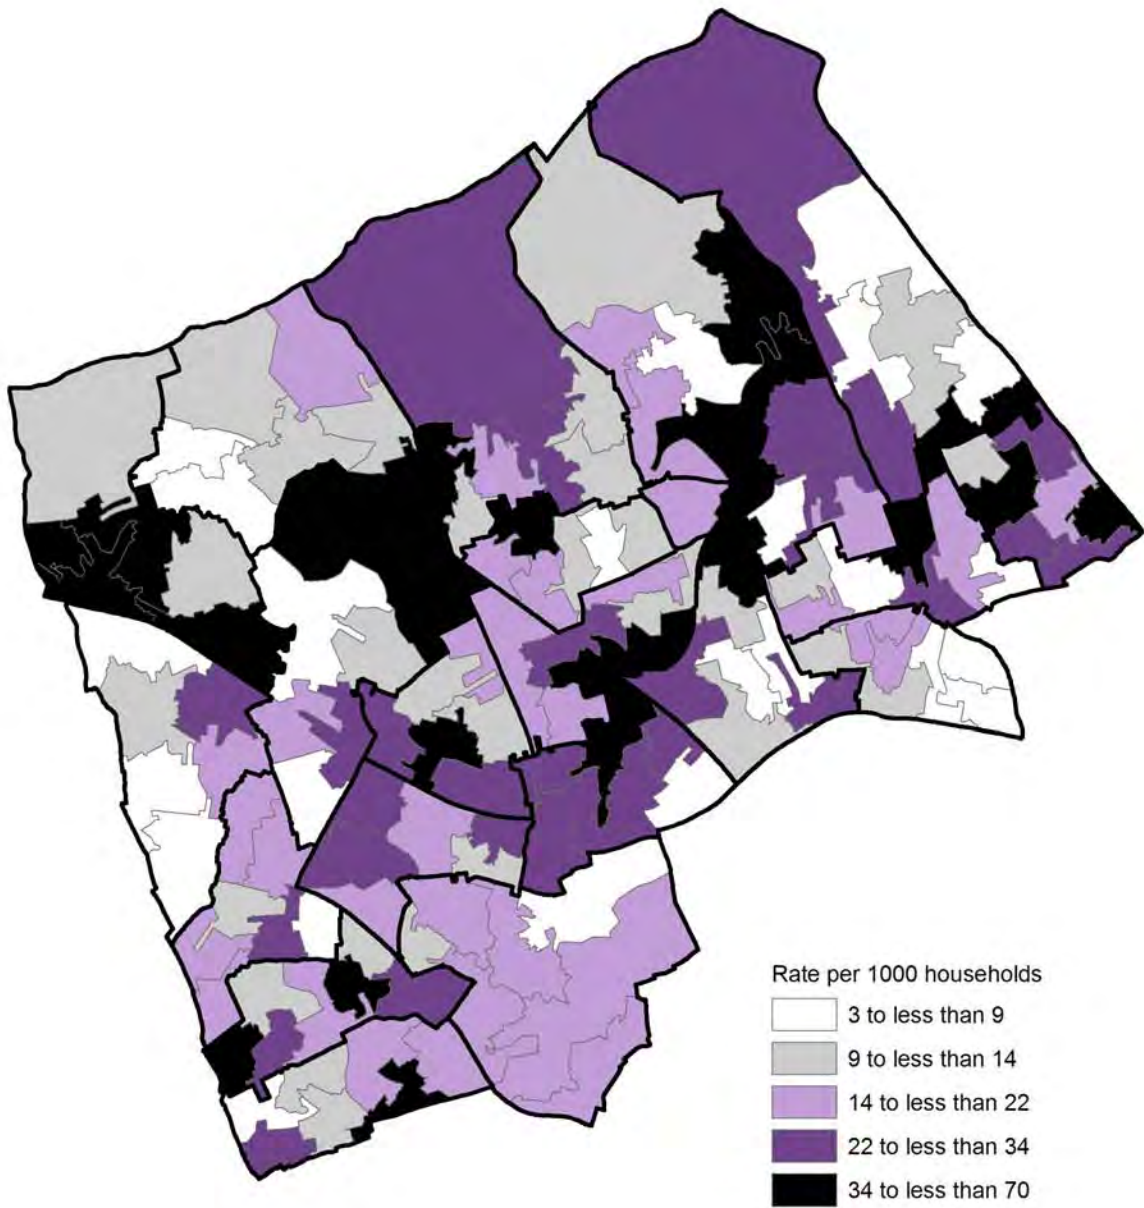 Rate per 1000 households
3 to less than 9
9 to less than 14
14 to less than 22
22 to less than 34
34 to less than 70